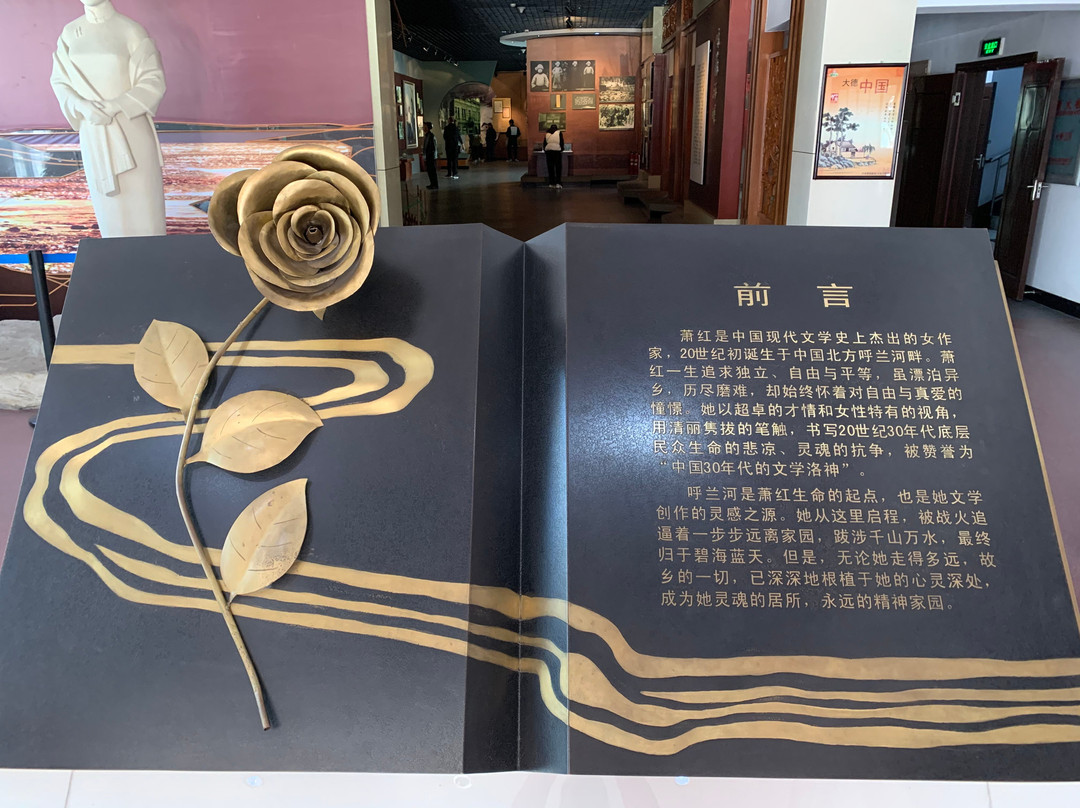 大德中国
前 言
萧红是中国现代文学史上杰出的女作
家，20世纪初诞生于中国北方呼兰河畔。萧
红一生追求独立、自由与平等，虽漂泊异
乡，历尽磨难，却始终怀着对自由与真爱的
憧憬。她以超卓的才情和女性特有的视角，
用清丽隽拔的笔触，书写20世纪30年代底层
民众生命的悲凉、灵魂的抗争，被赞誉为
“中国30年代的文学洛神”。
呼兰河是萧红生命的起点，也是她文学
创作的灵感之源。她从这里启程，被战火追
逼着一步步远离家园，跋涉千山万水，最终
归于碧海蓝天。但是，无论她走得多远，故
乡的一切，已深深地根植于她的心灵深处，
成为她灵魂的居所，永远的精神家园。